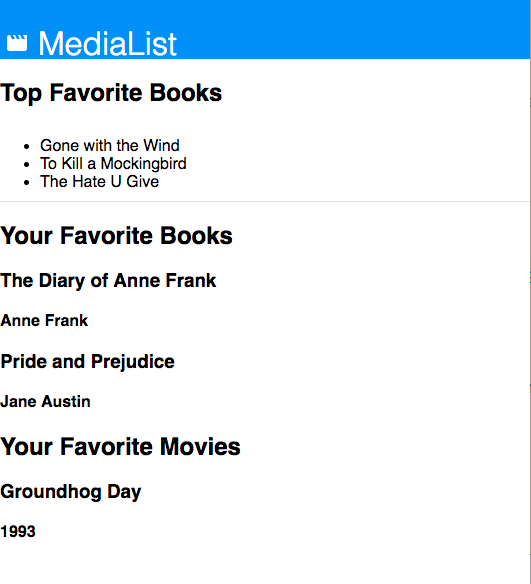 MediaList
Top Favorite Books
Gone with the Wind
To Kill a Mockingbird
The Hate U Give
Your Favorite Books
The Diary of Anne Frank
Anne Frank
Pride and Prejudice
Jane Austin
Your Favorite Movies
Groundhog Day
1993